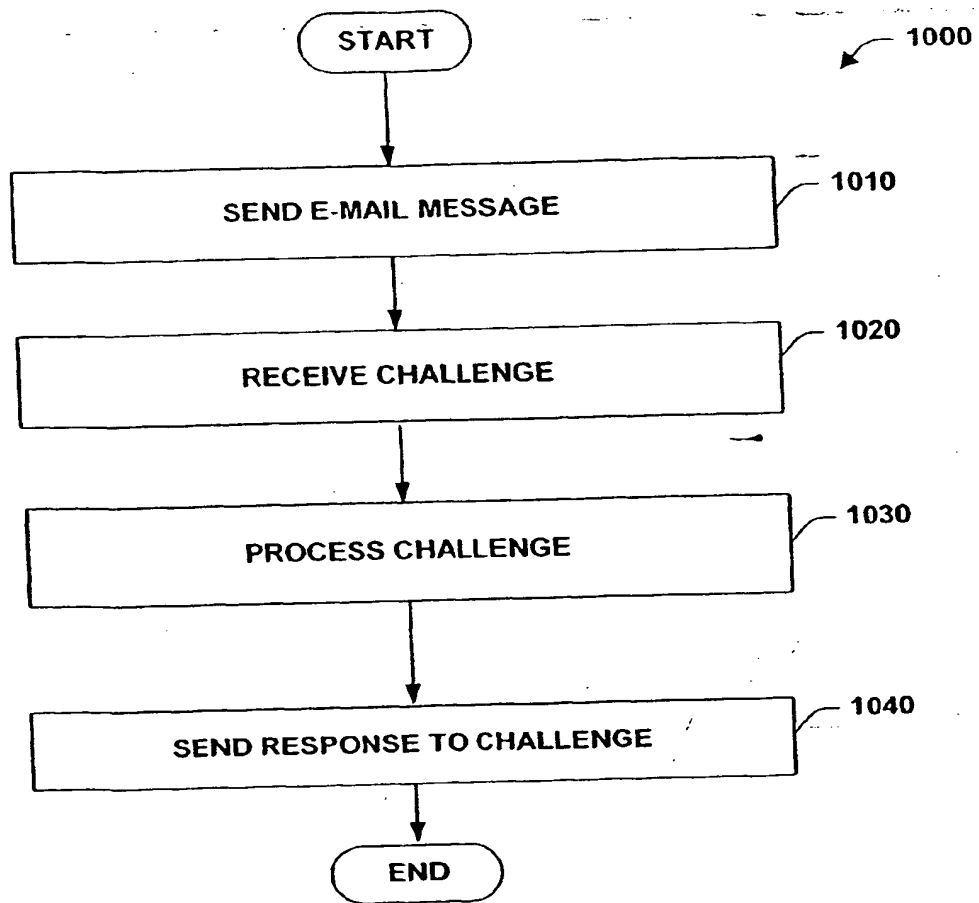 START
1000
SEND E-MAIL MESSAGE
1010
RECEIVE CHALLENGE
1020
PROCESS CHALLENGE
1030
SEND RESPONSE TO CHALLENGE
1040
END